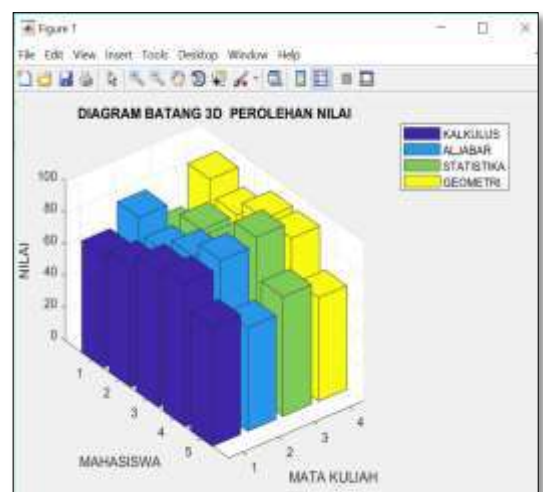 Figure 1
File Edit View Insert Tools Desktop Window Help
DIAGRAM BATANG 3D PEROLEHAN NILAI
KALKULUS
ALJABAR
STATISTIKA
GEOMETRI
100
80
60
40
20
0
NILAI
1
2
3
4
5
MAHASISWA
1
2
3
4
MATA KULIAH